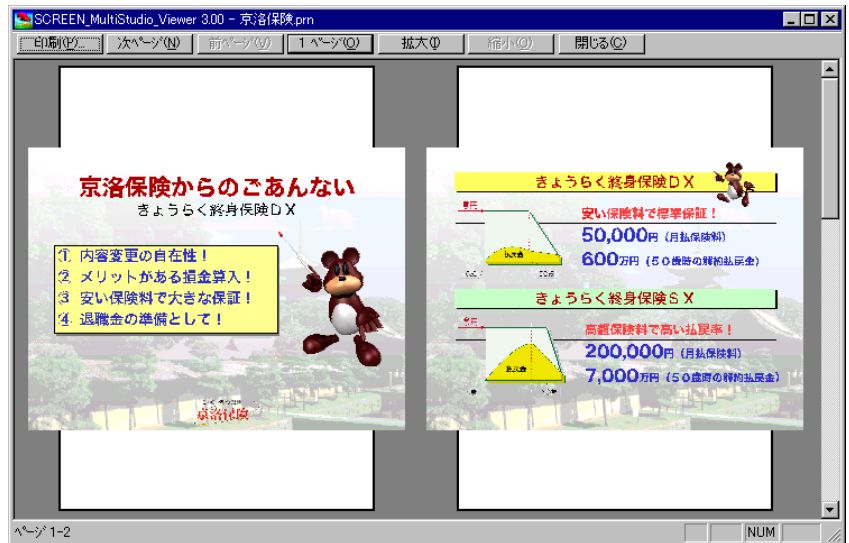 SCREEN_MultiStudio_Viewer 3.00 - 京洛保険.prn
印刷(P)... 次ﾍﾟｰｼﾞ(N) 前ﾍﾟｰｼﾞ(V) 1 ﾍﾟｰｼﾞ(O) 拡大(I) 縮小(O) 閉じる(C)
京洛保険からのごあんない
きょうらく終身保険DX
① 内容変更の自在性!
② メリットがある損金算入!
③ 安い保険料で大きな保証!
④ 退職金の準備として!
京洛保険
きょうらく終身保険DX
安い保険料で標準保証!
50,000円(月払保険料)
払戻金
600万円(50歳時の解約払戻金)
きょうらく終身保険SX
高額保険料で高い払戻率!
200,000円(月払保険料)
払戻金
7,000万円(50歳時の解約払戻金)
ﾍﾟｰｼﾞ 1-2
NUM